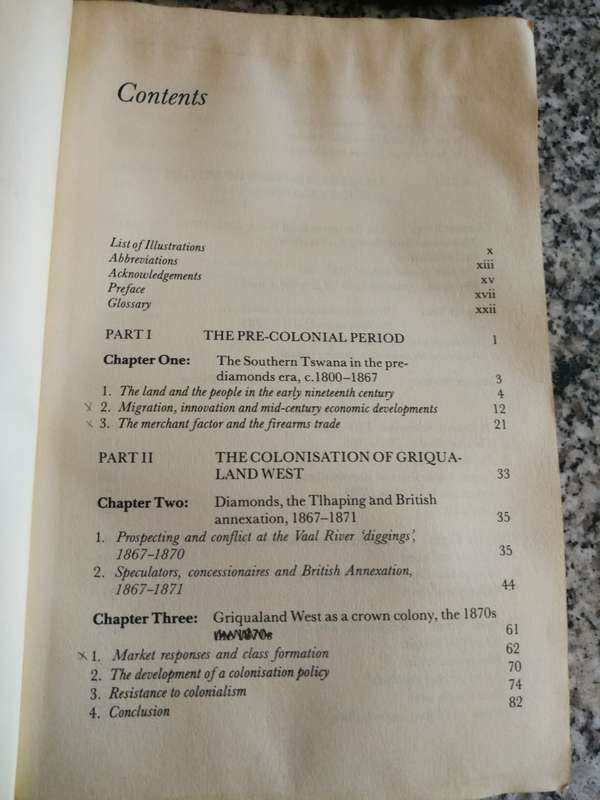 Contents
List of Illustrations x
Abbreviations xiii
Acknowledgements xv
Preface xvii
Glossary xxii
PART I THE PRE-COLONIAL PERIOD 1
Chapter One: The Southern Tswana in the pre-
diamonds era, c.1800–1867 3
1. The land and the people in the early nineteenth century 4
x 2. Migration, innovation and mid-century economic developments 12
x 3. The merchant factor and the firearms trade 21
PART II THE COLONISATION OF GRIQUA-
LAND WEST 33
Chapter Two: Diamonds, the Tlhaping and British
annexation, 1867–1871 35
1. Prospecting and conflict at the Vaal River 'diggings',
1867–1870 35
2. Speculators, concessionaires and British Annexation,
1867–1871 44
Chapter Three: Griqualand West as a crown colony, the 1870s
61
x 1. Market responses and class formation 62
2. The development of a colonisation policy 70
3. Resistance to colonialism 74
4. Conclusion 82